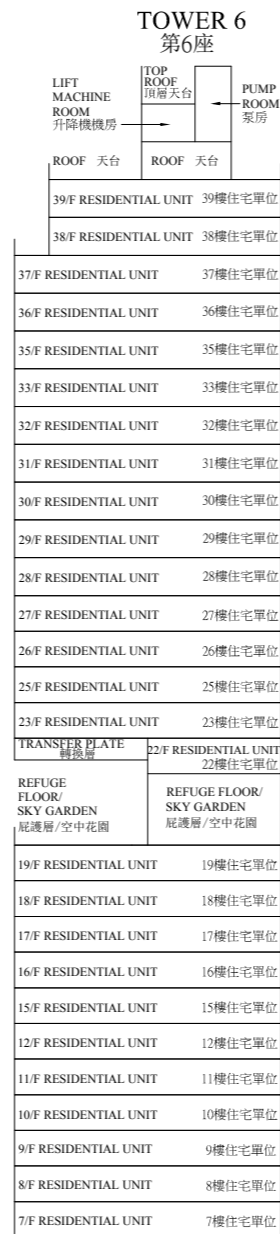 TOWER 6
第6座
TOP
ROOF
頂層天台
LIFT
MACHINE
ROOM
升降機機房
PUMP
ROOM
泵房
ROOF 天台
ROOF 天台
39/F RESIDENTIAL UNIT 39樓住宅單位
38/F RESIDENTIAL UNIT 38樓住宅單位
37/F RESIDENTIAL UNIT 37樓住宅單位
36/F RESIDENTIAL UNIT 36樓住宅單位
35/F RESIDENTIAL UNIT 35樓住宅單位
33/F RESIDENTIAL UNIT 33樓住宅單位
32/F RESIDENTIAL UNIT 32樓住宅單位
31/F RESIDENTIAL UNIT 31樓住宅單位
30/F RESIDENTIAL UNIT 30樓住宅單位
29/F RESIDENTIAL UNIT 29樓住宅單位
28/F RESIDENTIAL UNIT 28樓住宅單位
27/F RESIDENTIAL UNIT 27樓住宅單位
26/F RESIDENTIAL UNIT 26樓住宅單位
25/F RESIDENTIAL UNIT 25樓住宅單位
23/F RESIDENTIAL UNIT 23樓住宅單位
TRANSFER PLATE
轉換層
22/F RESIDENTIAL UNIT
22樓住宅單位
REFUGE
FLOOR/
SKY GARDEN
庇護層/空中花園
REFUGE FLOOR/
SKY GARDEN
庇護層/空中花園
19/F RESIDENTIAL UNIT 19樓住宅單位
18/F RESIDENTIAL UNIT 18樓住宅單位
17/F RESIDENTIAL UNIT 17樓住宅單位
16/F RESIDENTIAL UNIT 16樓住宅單位
15/F RESIDENTIAL UNIT 15樓住宅單位
12/F RESIDENTIAL UNIT 12樓住宅單位
11/F RESIDENTIAL UNIT 11樓住宅單位
10/F RESIDENTIAL UNIT 10樓住宅單位
9/F RESIDENTIAL UNIT 9樓住宅單位
8/F RESIDENTIAL UNIT 8樓住宅單位
7/F RESIDENTIAL UNIT 7樓住宅單位